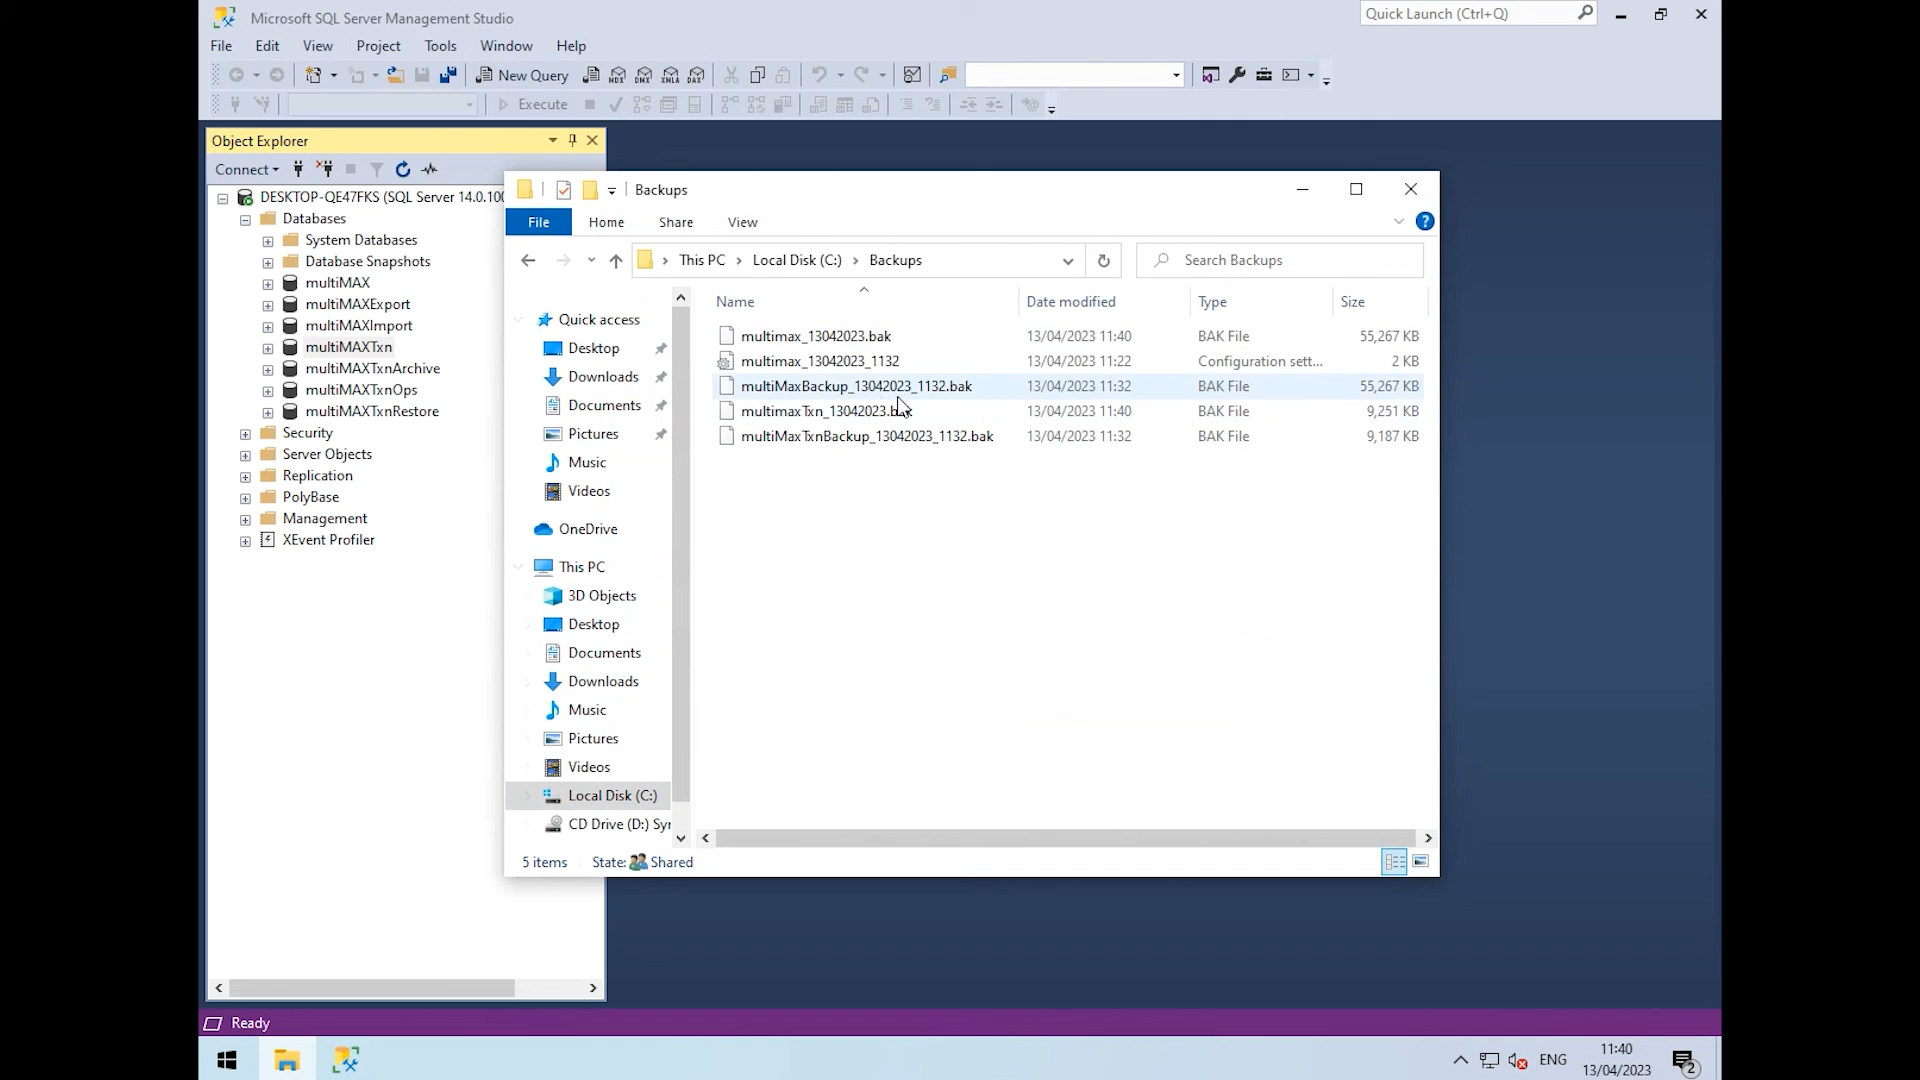 Microsoft SQL Server Management Studio
Quick Launch (Ctrl+Q)
File Edit View Project Tools Window Help
New Query MDX DMX XMLA DAX
Execute
Object Explorer
Connect
DESKTOP-QE47FKS (SQL Server 14.0.100
Databases
System Databases
Database Snapshots
multiMAX
multiMAXExport
multiMAXImport
multiMAXTxn
multiMAXTxnArchive
multiMAXTxnOps
multiMAXTxnRestore
Security
Server Objects
Replication
PolyBase
Management
XEvent Profiler
Backups
File Home Share View
This PC Local Disk (C:) Backups
Search Backups
Quick access
Desktop
Downloads
Documents
Pictures
Music
Videos
OneDrive
This PC
3D Objects
Desktop
Documents
Downloads
Music
Pictures
Videos
Local Disk (C:)
CD Drive (D:) Syr
Name Date modified Type Size
multimax_13042023.bak 13/04/2023 11:40 BAK File 55,267 KB
multimax_13042023_1132 13/04/2023 11:22 Configuration sett... 2 KB
multiMaxBackup_13042023_1132.bak 13/04/2023 11:32 BAK File 55,267 KB
multimaxTxn_13042023.bak 13/04/2023 11:40 BAK File 9,251 KB
multiMaxTxnBackup_13042023_1132.bak 13/04/2023 11:32 BAK File 9,187 KB
5 items State: Shared
Ready
ENG
11:40
13/04/2023
2